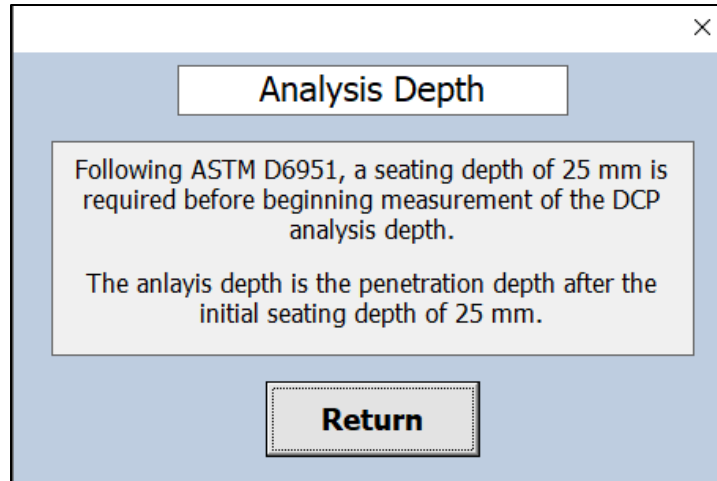 Analysis Depth
Following ASTM D6951, a seating depth of 25 mm is
required before beginning measurement of the DCP
analysis depth.
The anlayis depth is the penetration depth after the
initial seating depth of 25 mm.
Return